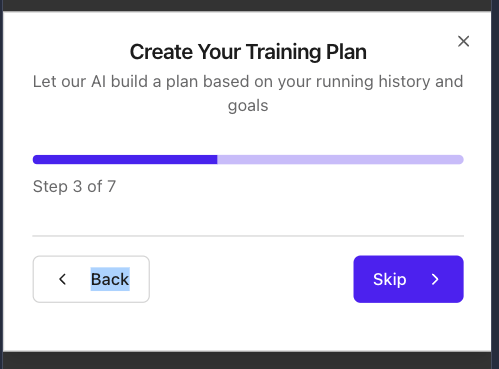 Create Your Training Plan
Let our AI build a plan based on your running history and
goals
Step 3 of 7
Back
Skip